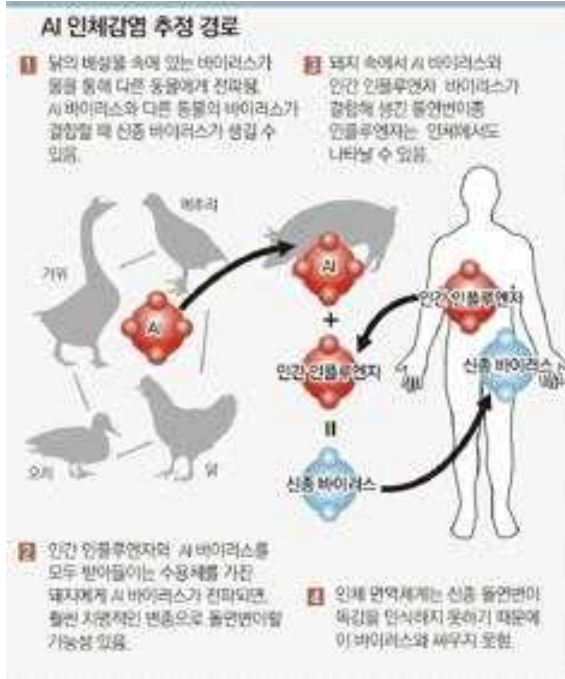 AI 인체감염 추정 경로
1 닭의 배설물 속에 있는 바이러스가
물을 통해 다른 동물에게 전파됨.
AI 바이러스와 다른 동물의 바이러스가
결합할 때 신종 바이러스가 생길 수
있음.
3 돼지 속에서 AI 바이러스와
인간 인플루엔자 바이러스가
결합해 생긴 돌연변이종
인플루엔자는 인체에서도
나타날 수 있음.
메추리
거위
AI
오리
닭
AI
+
인간 인플루엔자
=
신종 바이러스
인간 인플루엔자
신종 바이러스
2 인간 인플루엔자와 AI 바이러스를
모두 받아들이는 수용체를 가진
돼지에게 AI 바이러스가 전파되면,
훨씬 치명적인 변종으로 돌연변이할
가능성 있음.
4 인체 면역체계는 신종 돌연변이
독감을 인식하지 못하기 때문에
이 바이러스와 싸우지 못함.